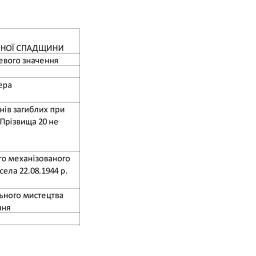 НОЇ СПАДЩИНИ
евого значення
ера
нів загиблих при
Прізвища 20 не
го механізованого
села 22.08.1944 р.
ьного мистецтва
ння